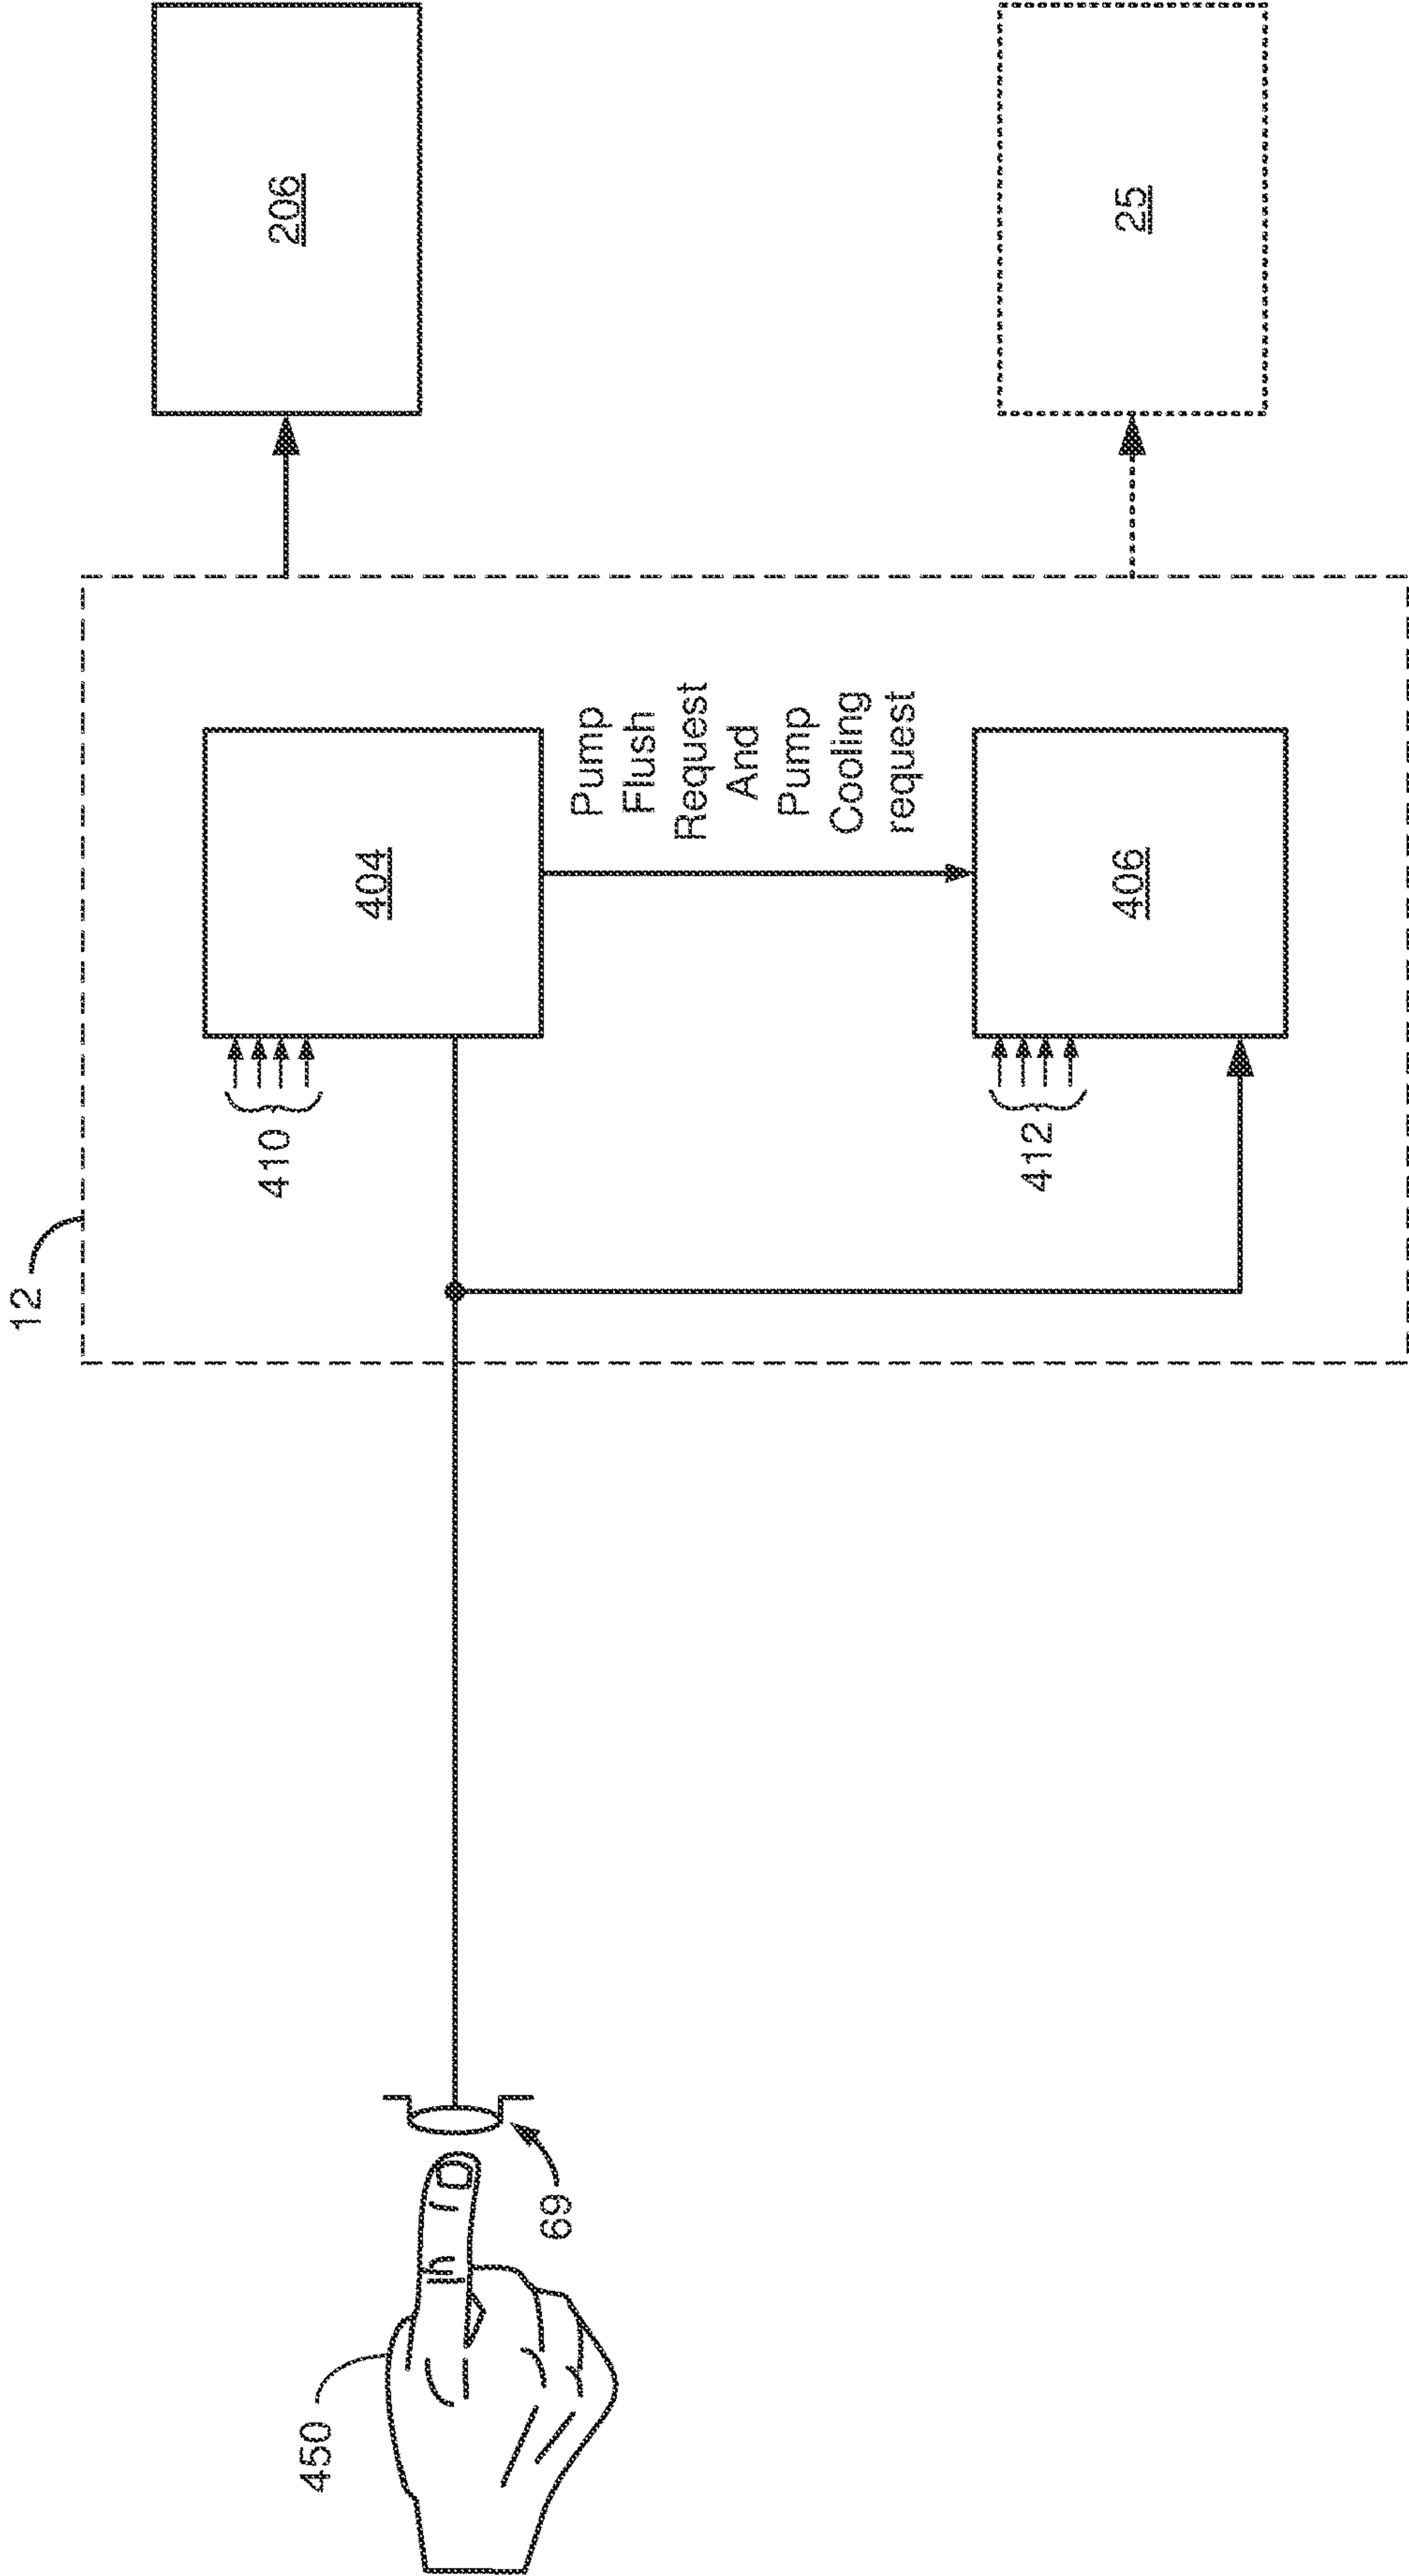 12
206
404
410
Pump
Flush
Request
And
Pump
Cooling
request
406
412
25
450
69